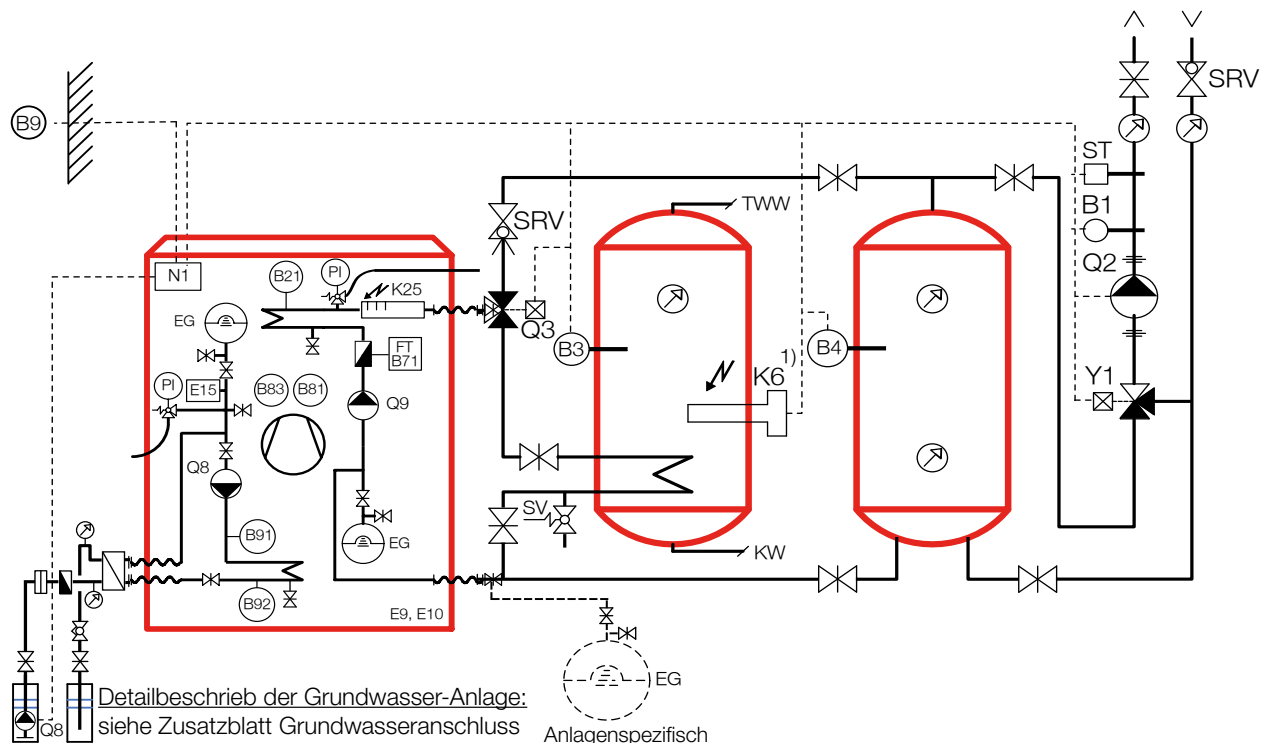 SRV
B9
ST
B1
Q2
TWW
SRV
N1
B21
PI
K25
EG
Q3
FT
B71
B3
B4
1)
K6
Y1
PI
E15
B83
B81
Q9
Q8
SV
B91
EG
KW
B92
E9, E10
EG
Detailbeschrieb der Grundwasser-Anlage:
siehe Zusatzblatt Grundwasseranschluss
Q8
Anlagenspezifisch